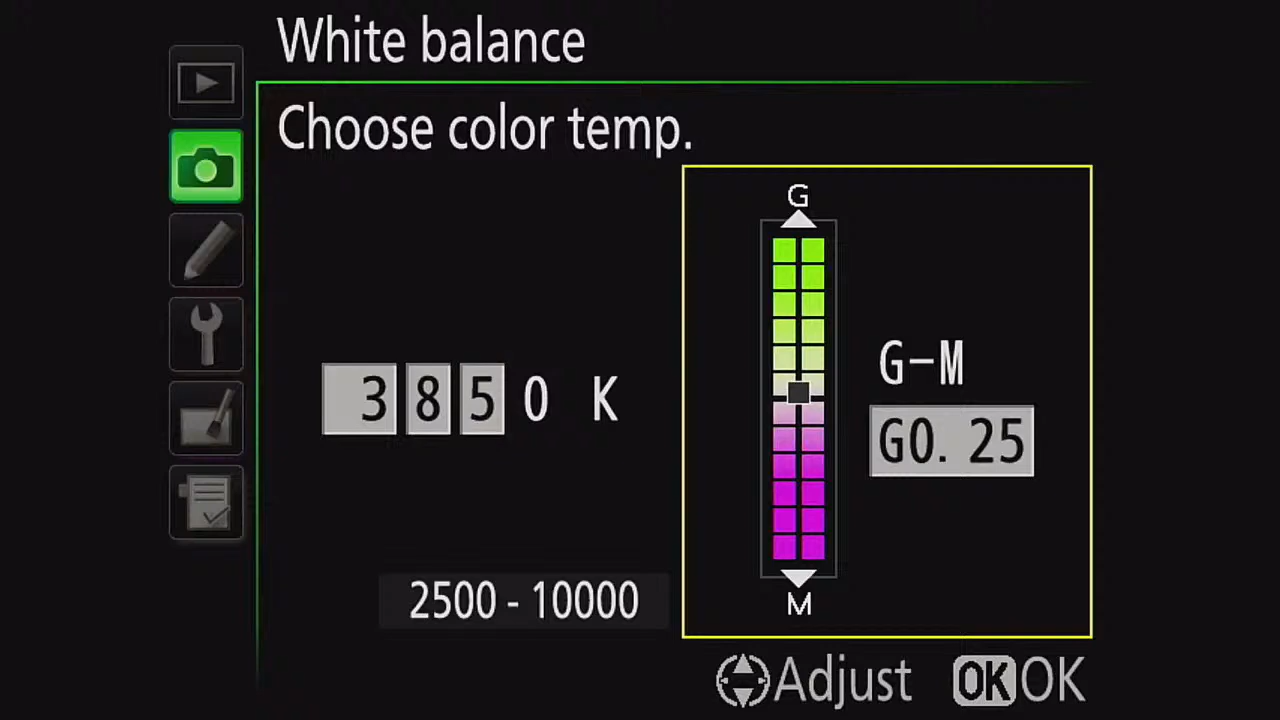 White balance
Choose color temp.
G
G-M
3850 K
G0. 25
2500 - 10000
M
Adjust OK OK